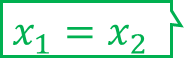 x₁ = x₂